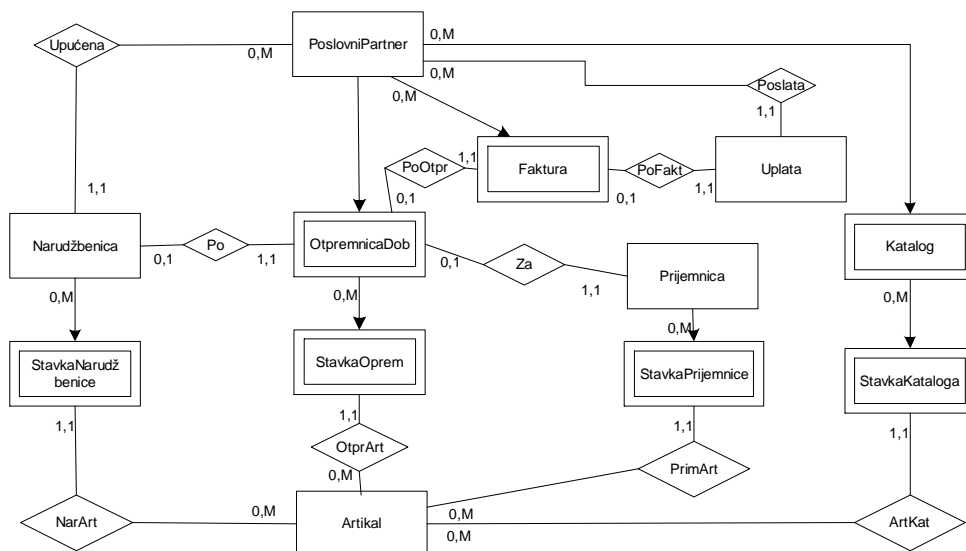 Upućena
0,M
PoslovniPartner
0,M
0,M
0,M
Poslata
1,1
PoOtpr
1,1
Faktura
PoFakt
Uplata
0,1
0,1
1,1
1,1
Narudžbenica
Po
OtpremnicaDob
Katalog
0,1
1,1
0,1
Za
Prijemnica
1,1
0,M
0,M
0,M
0,M
StavkaNarudž
benice
StavkaOprem
StavkaPrijemnice
StavkaKataloga
1,1
1,1
1,1
1,1
OtprArt
PrimArt
0,M
NarArt
0,M
Artikal
0,M
0,M
ArtKat